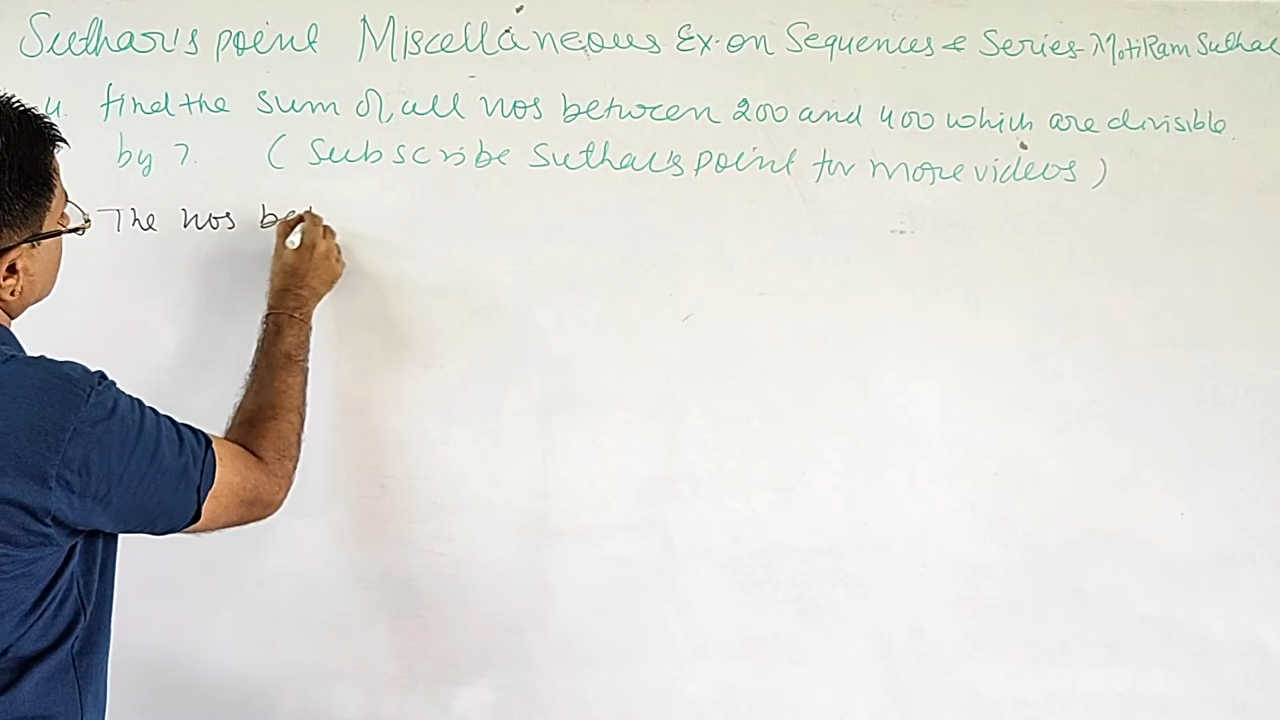 Suthar's point Miscellaneous Ex. on Sequences & Series - MotiRam Suthar
4. find the sum of all nos between 200 and 400 which are divisible
by 7. ( Subscribe Suthar's point for more videos )
The nos bet